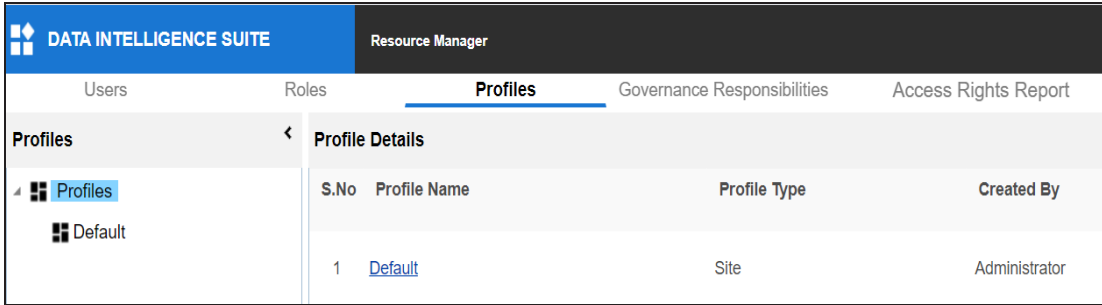 DATA INTELLIGENCE SUITE Resource Manager
Users Roles Profiles Governance Responsibilities Access Rights Report
Profiles Profile Details
Profiles
Default
S.No Profile Name Profile Type Created By
1 Default Site Administrator